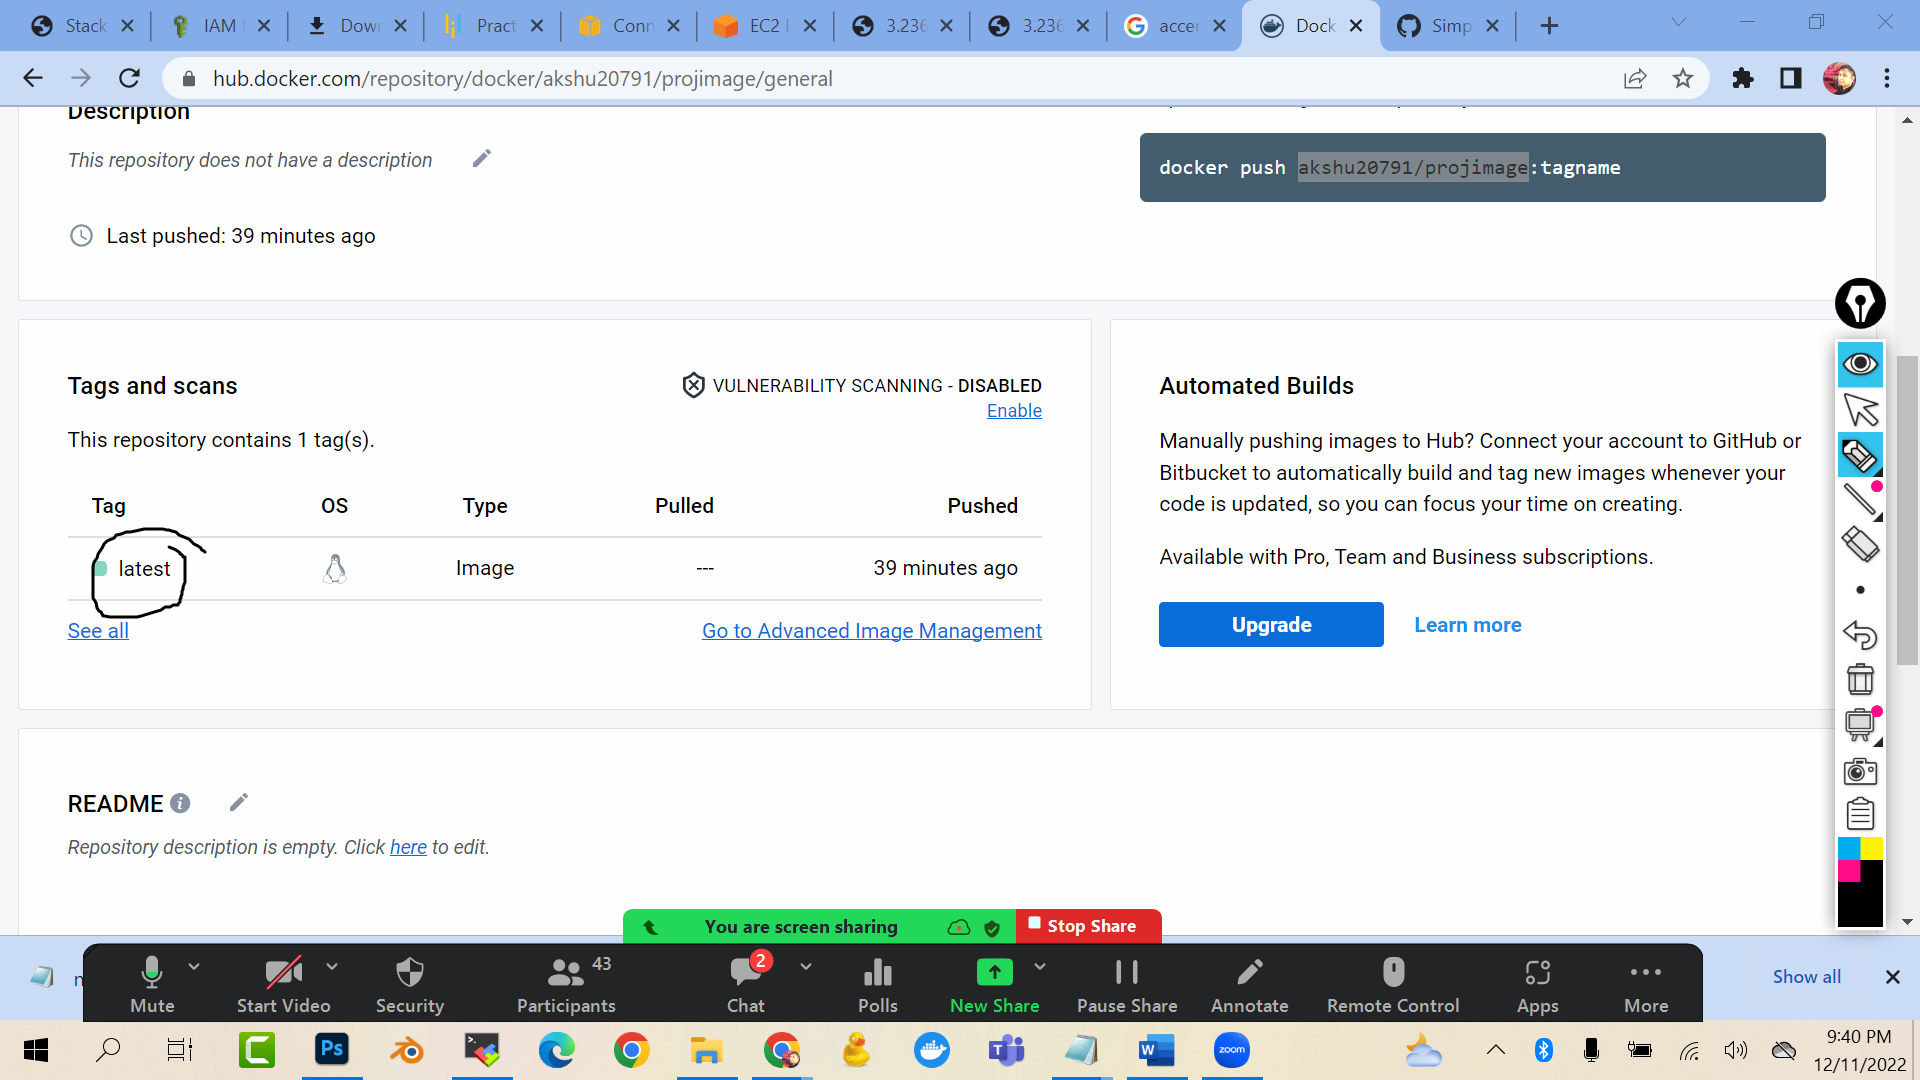 Stack
IAM
Down
Pract
Conn
EC2 I
3.236
3.236
accer
Dock
Simp
hub.docker.com/repository/docker/akshu20791/projimage/general
Description
This repository does not have a description
docker push akshu20791/projimage:tagname
Last pushed: 39 minutes ago
Tags and scans
VULNERABILITY SCANNING - DISABLED
Enable
This repository contains 1 tag(s).
Tag OS Type Pulled Pushed
latest Image --- 39 minutes ago
See all
Go to Advanced Image Management
Automated Builds
Manually pushing images to Hub? Connect your account to GitHub or
Bitbucket to automatically build and tag new images whenever your
code is updated, so you can focus your time on creating.
Available with Pro, Team and Business subscriptions.
Upgrade
Learn more
README
Repository description is empty. Click here to edit.
You are screen sharing
Stop Share
Mute
Start Video
Security
43
Participants
2
Chat
Polls
New Share
Pause Share
Annotate
Remote Control
Apps
More
Show all
Ps
W
zoom
9:40 PM
12/11/2022